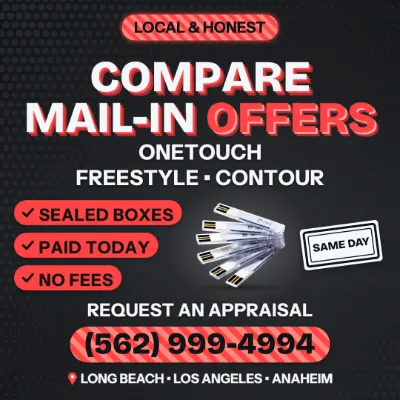 LOCAL & HONEST
COMPARE
MAIL-IN OFFERS
ONETOUCH
FREESTYLE • CONTOUR
✓ SEALED BOXES
✓ PAID TODAY
✓ NO FEES
SAME DAY
REQUEST AN APPRAISAL
(562) 999-4994
LONG BEACH • LOS ANGELES • ANAHEIM